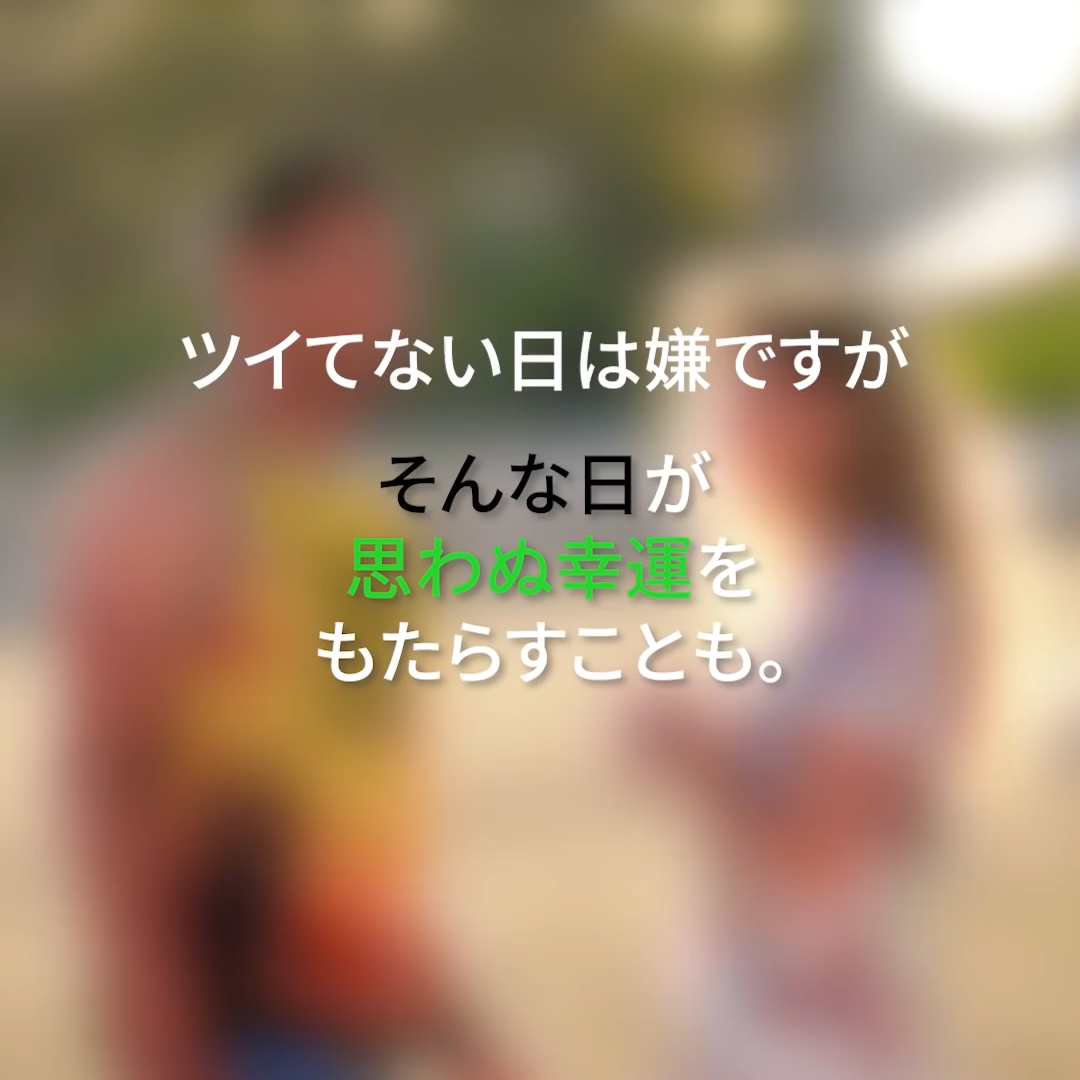 ツイてない日は嫌ですが
そんな日が
思わぬ幸運を
もたらすことも。